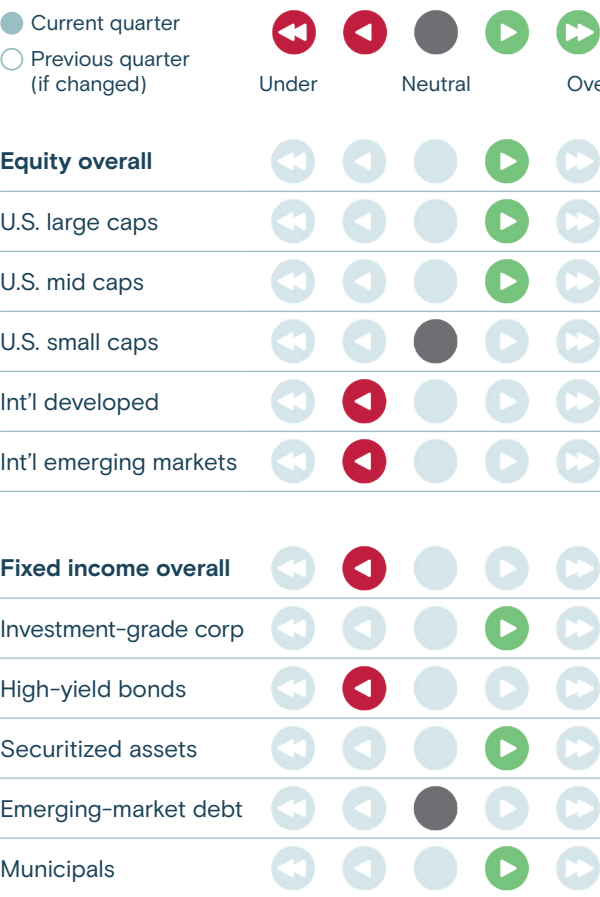 Current quarter
Previous quarter
(if changed)
Under Neutral Ove
Equity overall
U.S. large caps
U.S. mid caps
U.S. small caps
Int’l developed
Int’l emerging markets
Fixed income overall
Investment-grade corp
High-yield bonds
Securitized assets
Emerging-market debt
Municipals